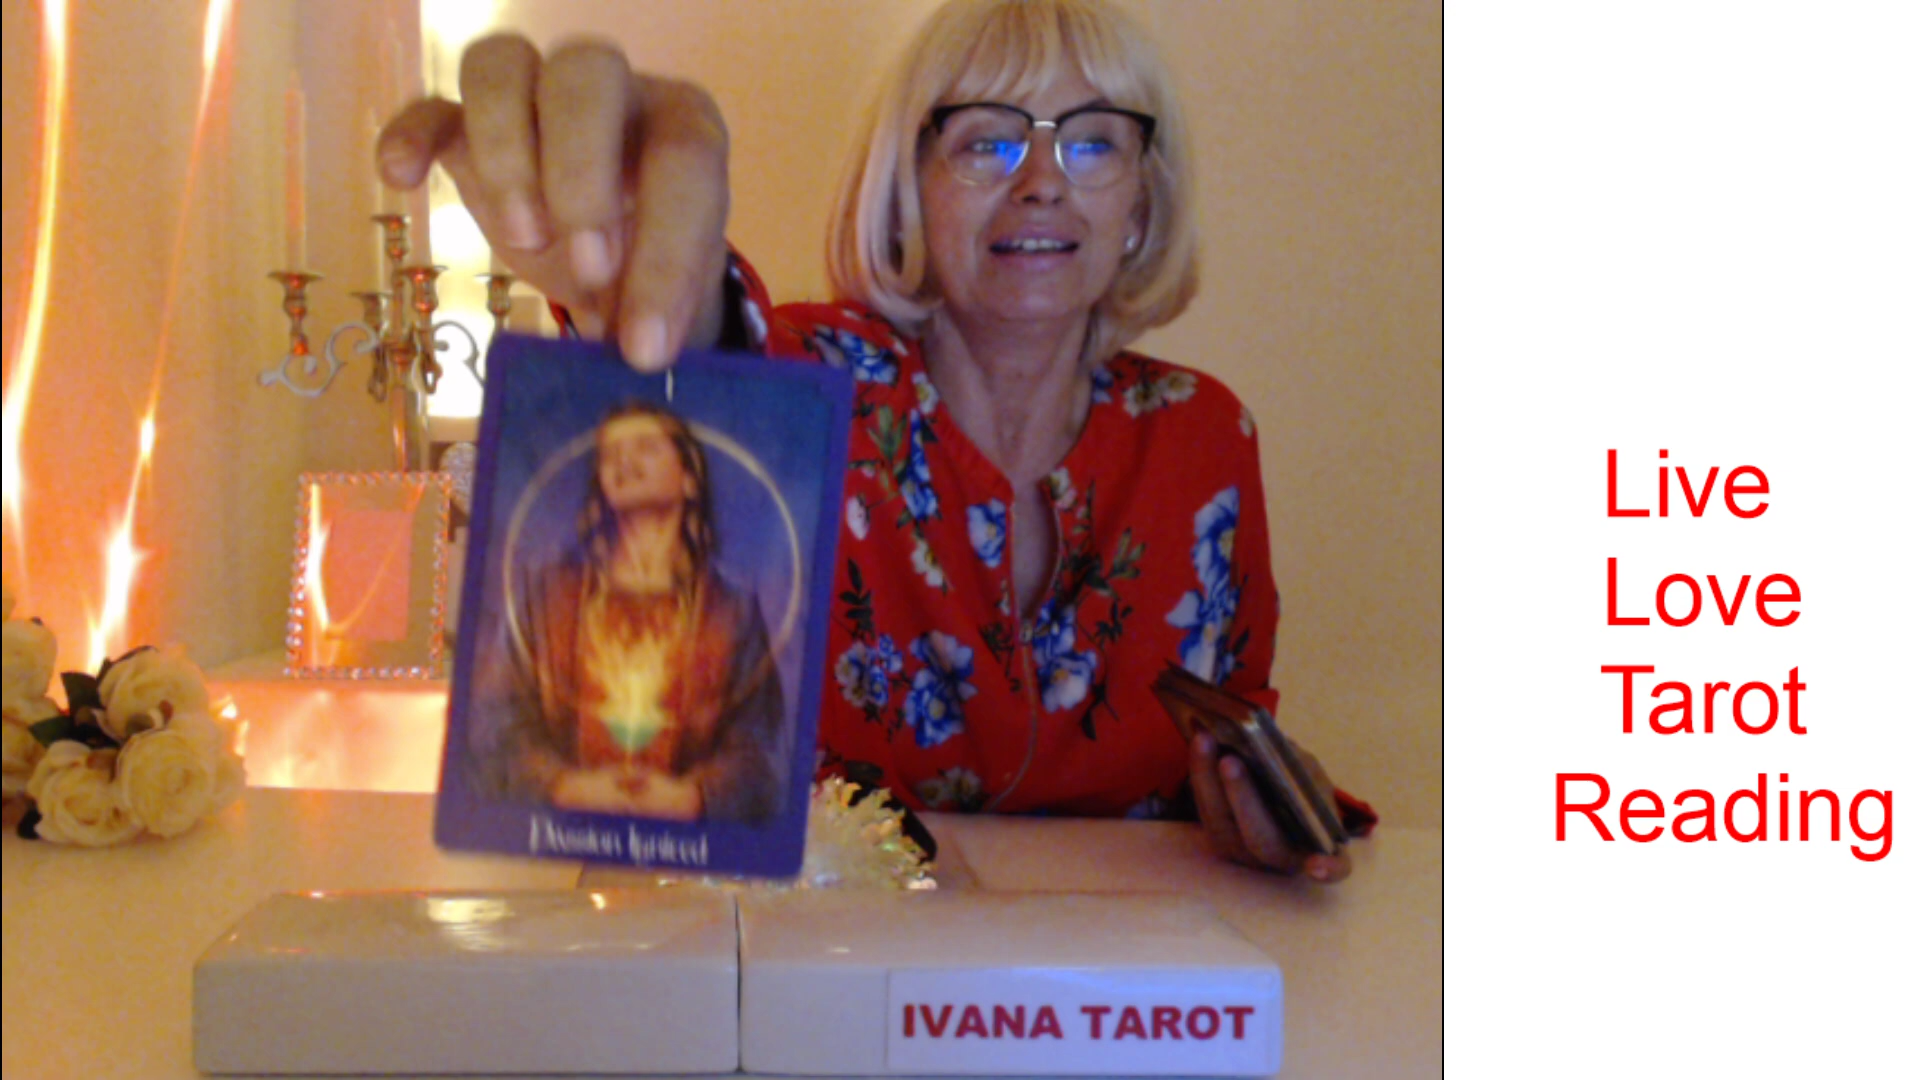 Passion Ignited
IVANA TAROT
Live
Love
Tarot
Reading